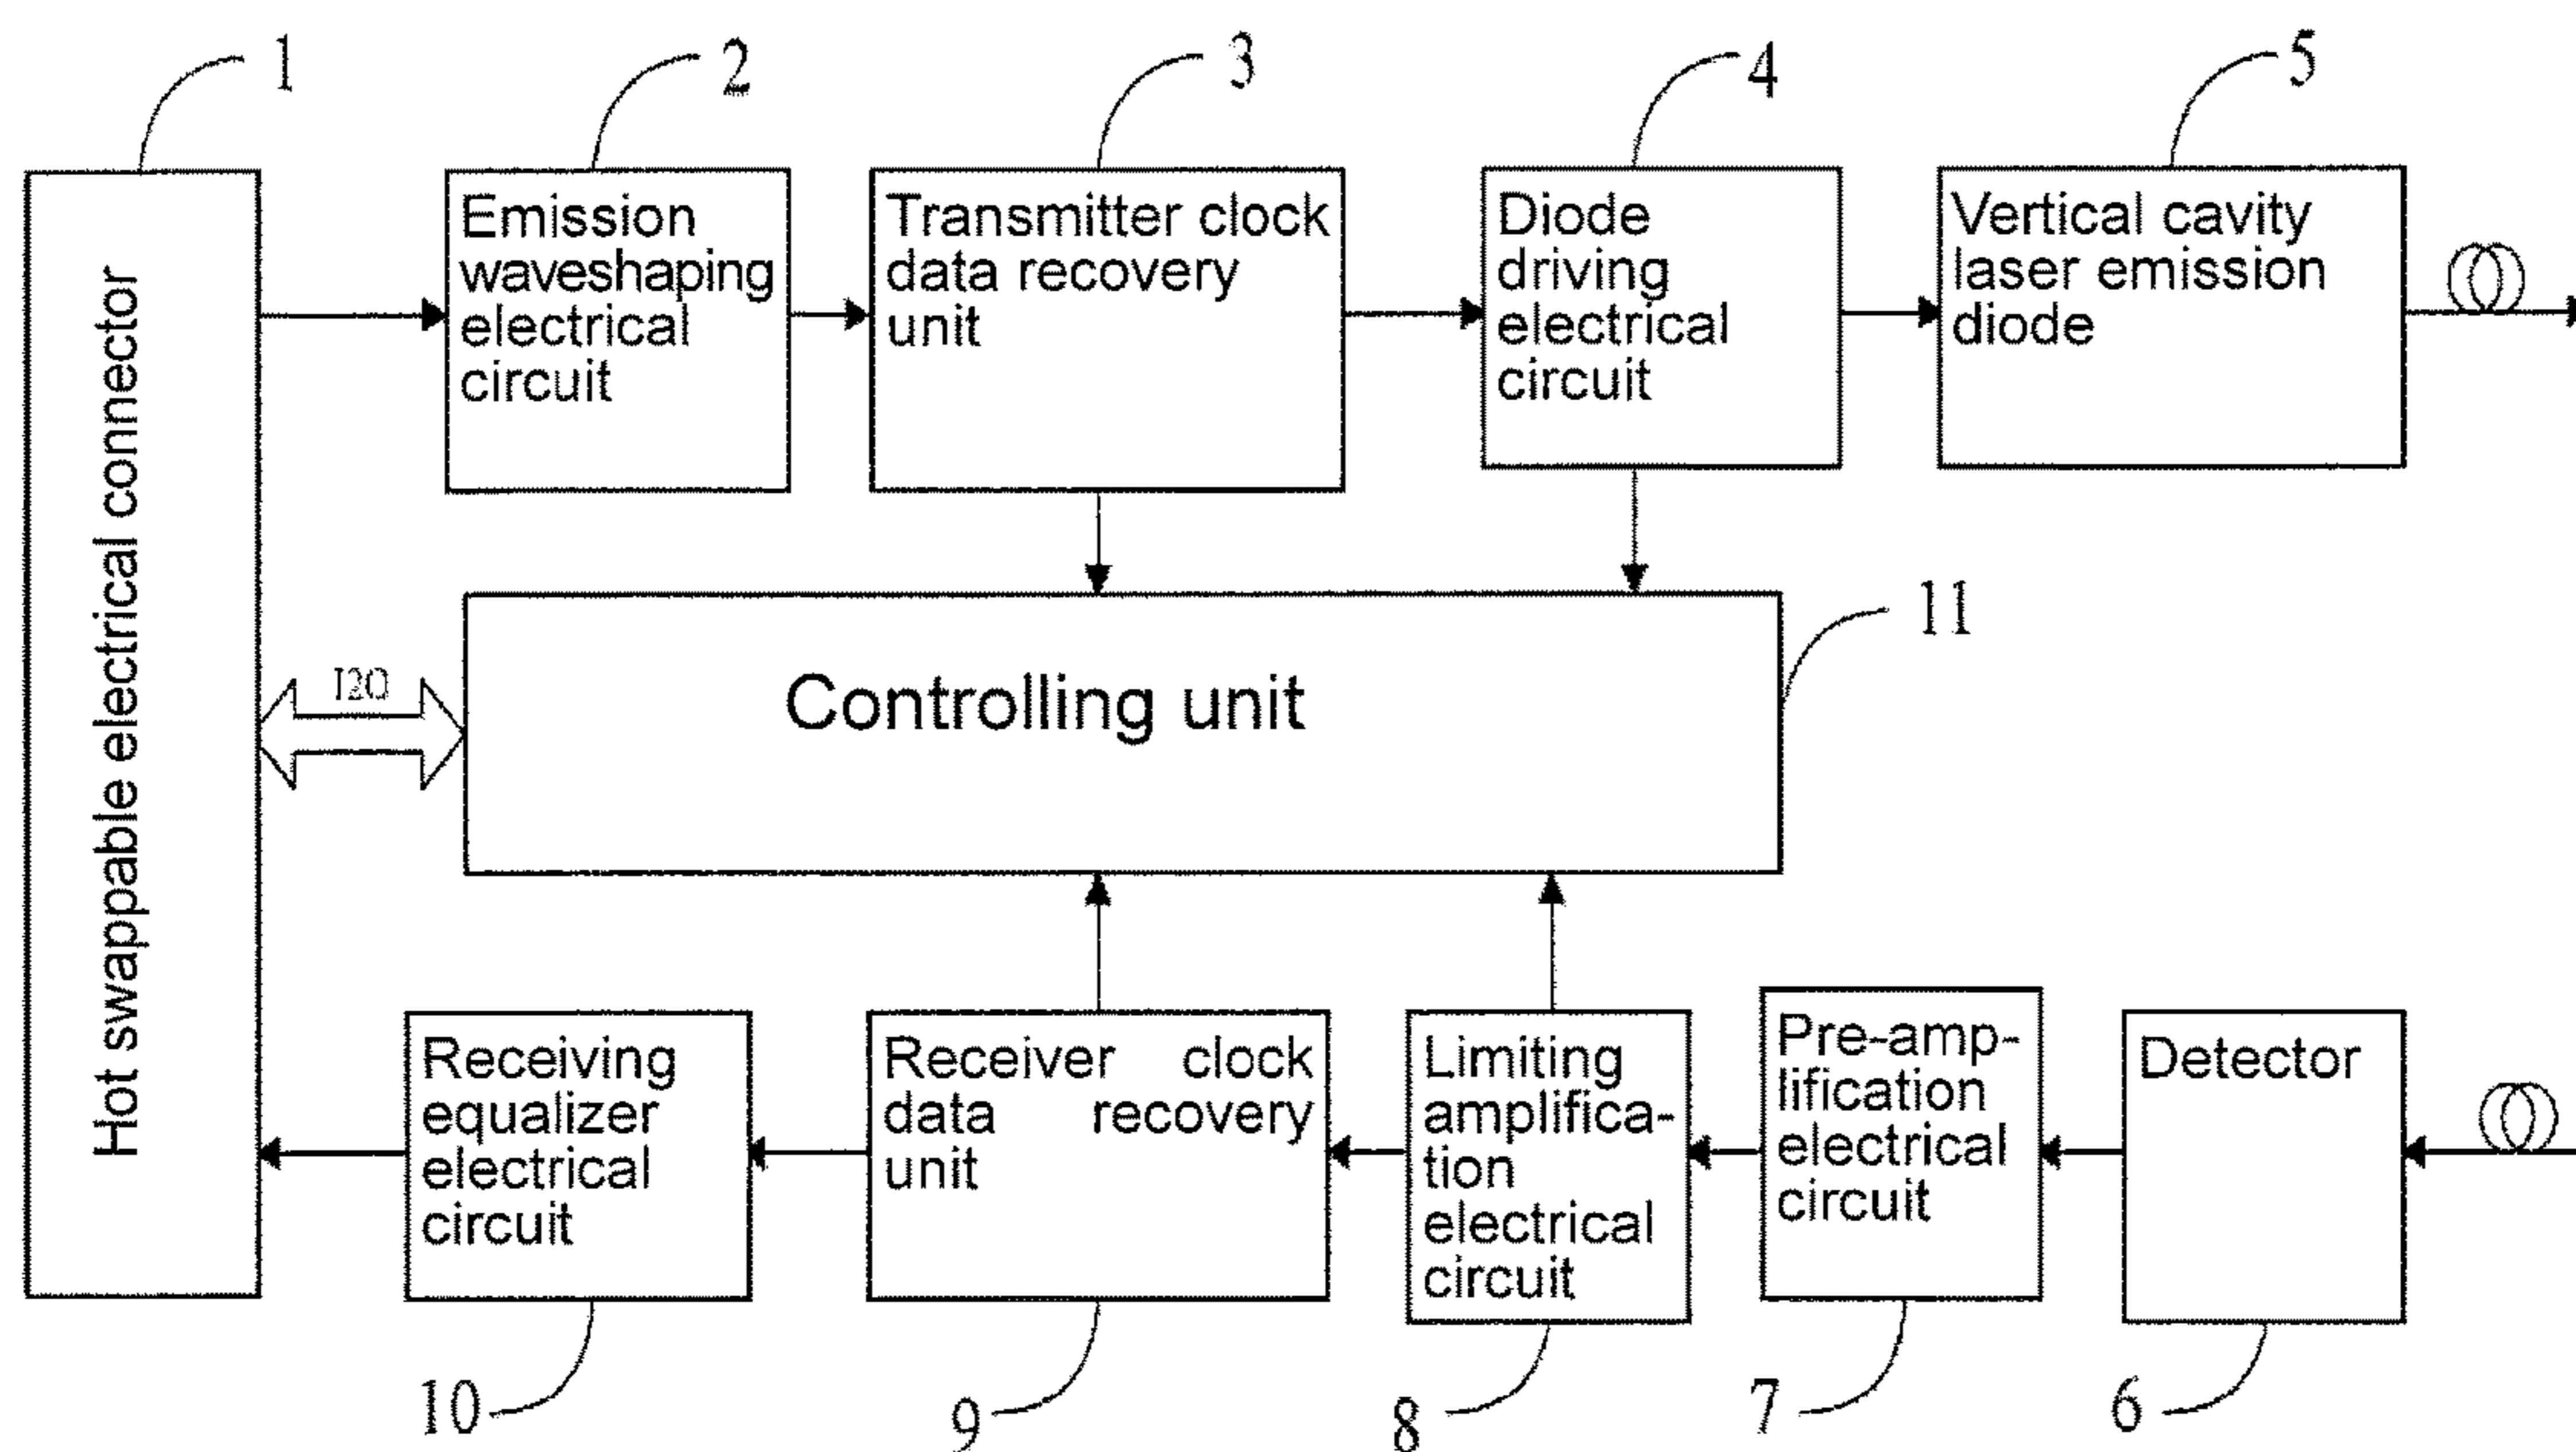 1
2
3
4
5
Hot swappable electrical connector
Emission
waveshaping
electrical
circuit
Transmitter clock
data recovery
unit
Diode
driving
electrical
circuit
Vertical cavity
laser emission
diode
11
Controlling unit
Receiving
equalizer
electrical
circuit
Receiver clock
data recovery
unit
Limiting
amplifica-
tion
electrical
circuit
Pre-amp-
lification
electrical
circuit
Detector
10
9
8
7
6